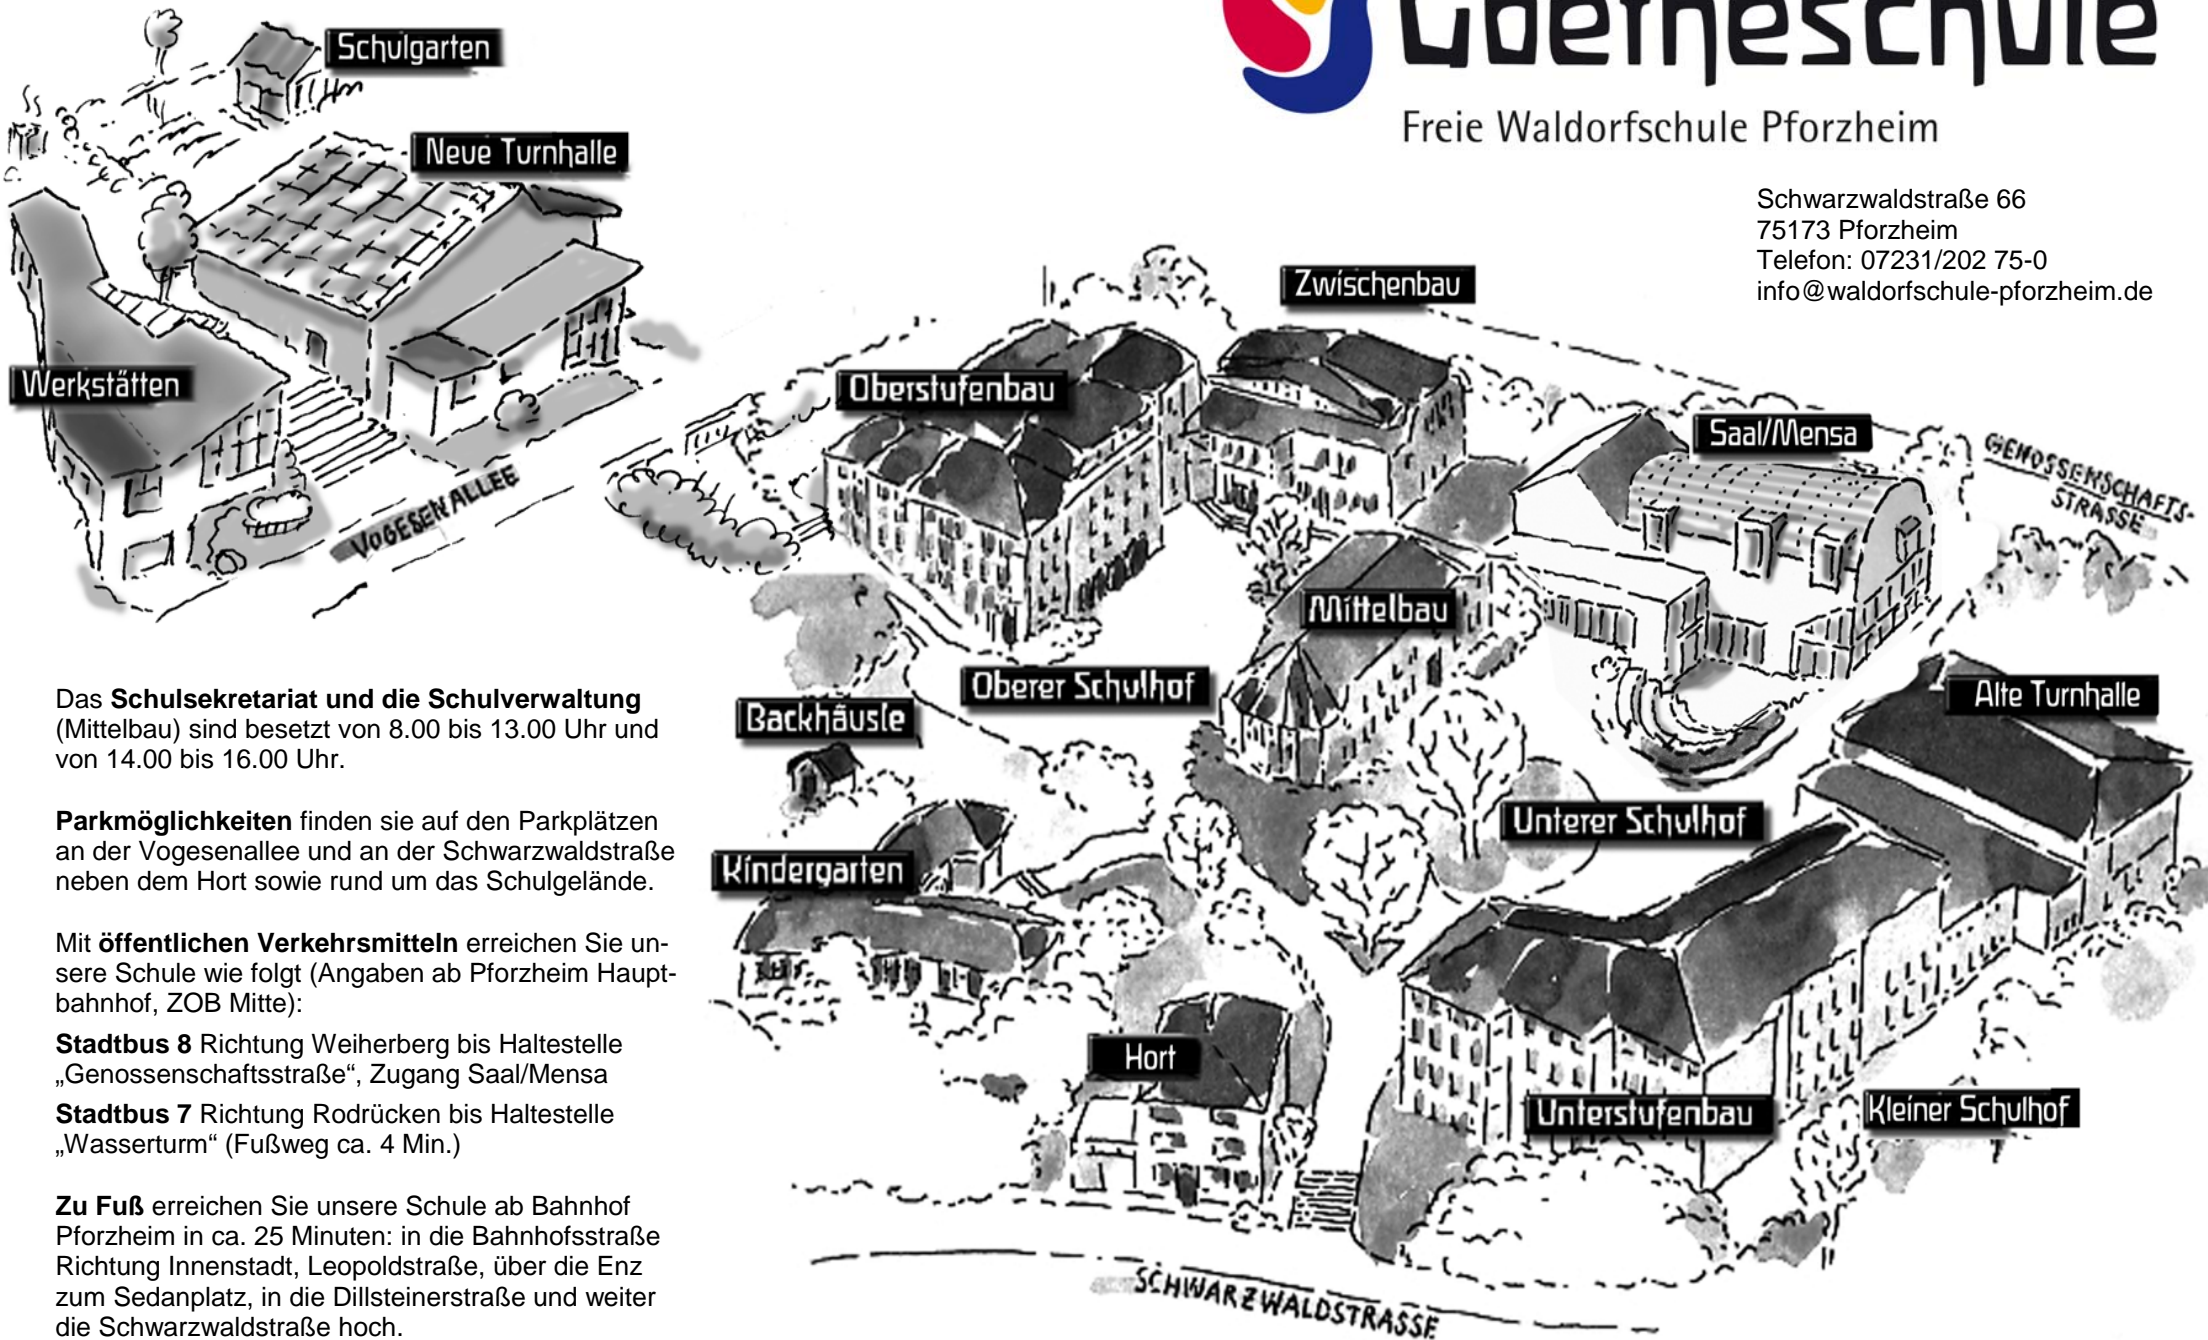 Goetheschule
Freie Waldorfschule Pforzheim
Schwarzwaldstraße 66
75173 Pforzheim
Telefon: 07231/202 75-0
info@waldorfschule-pforzheim.de
Schulgarten
Neue Turnhalle
Werkstätten
VOGESENALLEE
Zwischenbau
Oberstufenbau
Saal/Mensa
GENOSSENSCHAFTS-
STRASSE
Mittelbau
Oberer Schulhof
Backhäusle
Alte Turnhalle
Unterer Schulhof
Kindergarten
Hort
Unterstufenbau
Kleiner Schulhof
SCHWARZWALDSTRASSE
Das Schulsekretariat und die Schulverwaltung
(Mittelbau) sind besetzt von 8.00 bis 13.00 Uhr und
von 14.00 bis 16.00 Uhr.
Parkmöglichkeiten finden sie auf den Parkplätzen
an der Vogesenallee und an der Schwarzwaldstraße
neben dem Hort sowie rund um das Schulgelände.
Mit öffentlichen Verkehrsmitteln erreichen Sie un-
sere Schule wie folgt (Angaben ab Pforzheim Haupt-
bahnhof, ZOB Mitte):
Stadtbus 8 Richtung Weiherberg bis Haltestelle
„Genossenschaftsstraße“, Zugang Saal/Mensa
Stadtbus 7 Richtung Rodrücken bis Haltestelle
„Wasserturm“ (Fußweg ca. 4 Min.)
Zu Fuß erreichen Sie unsere Schule ab Bahnhof
Pforzheim in ca. 25 Minuten: in die Bahnhofsstraße
Richtung Innenstadt, Leopoldstraße, über die Enz
zum Sedanplatz, in die Dillsteinerstraße und weiter
die Schwarzwaldstraße hoch.